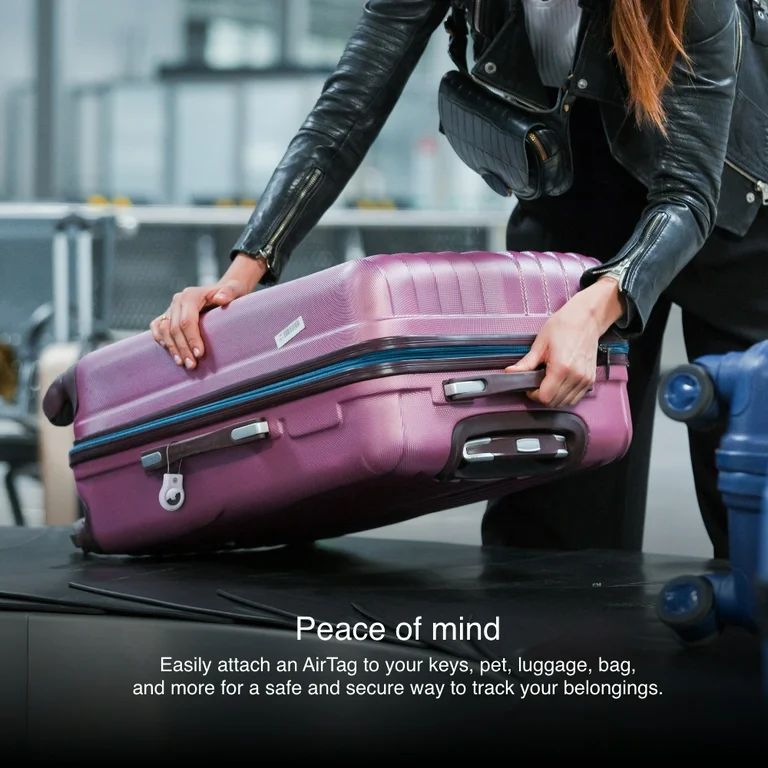 Peace of mind
Easily attach an AirTag to your keys, pet, luggage, bag,
and more for a safe and secure way to track your belongings.